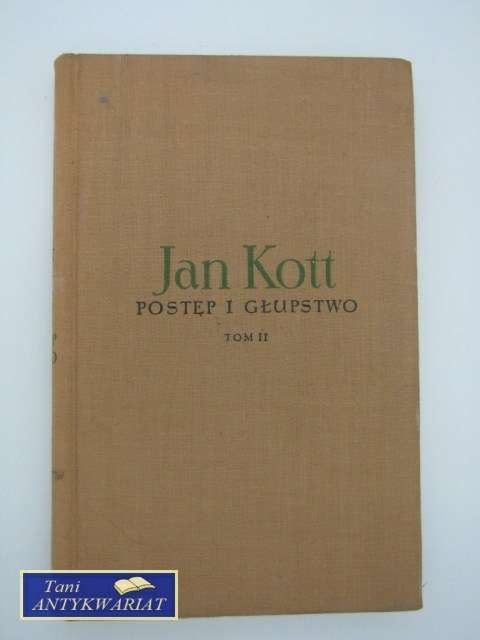 Jan Kott
POSTĘP I GŁUPSTWO
TOM II
Tani
ANTYKWARIAT